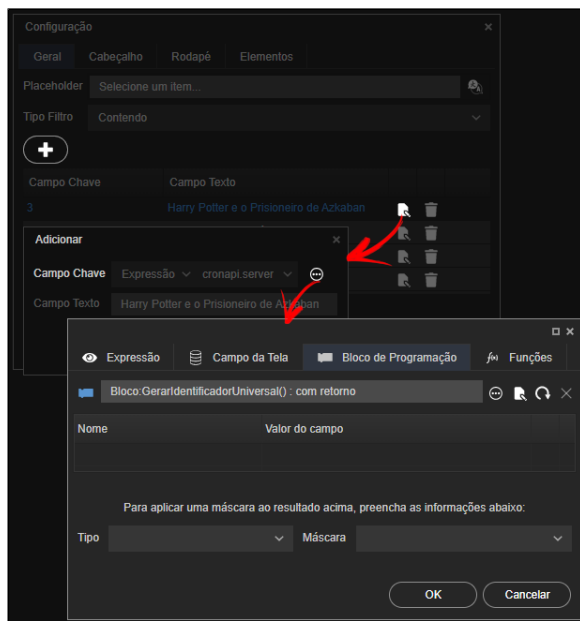 Configuração
Geral Cabeçalho Rodapé Elementos
Placeholder Selecione um item...
Tipo Filtro Contendo
Campo Chave Campo Texto
3 Harry Potter e o Prisioneiro de Azkaban
Adicionar
Campo Chave Expressão cronapi.server
Campo Texto Harry Potter e o Prisioneiro de Azkaban
Expressão Campo da Tela Bloco de Programação f(x) Funções
Bloco:GerarIdentificadorUniversal() : com retorno
Nome Valor do campo
Para aplicar uma máscara ao resultado acima, preencha as informações abaixo:
Tipo Máscara
OK Cancelar